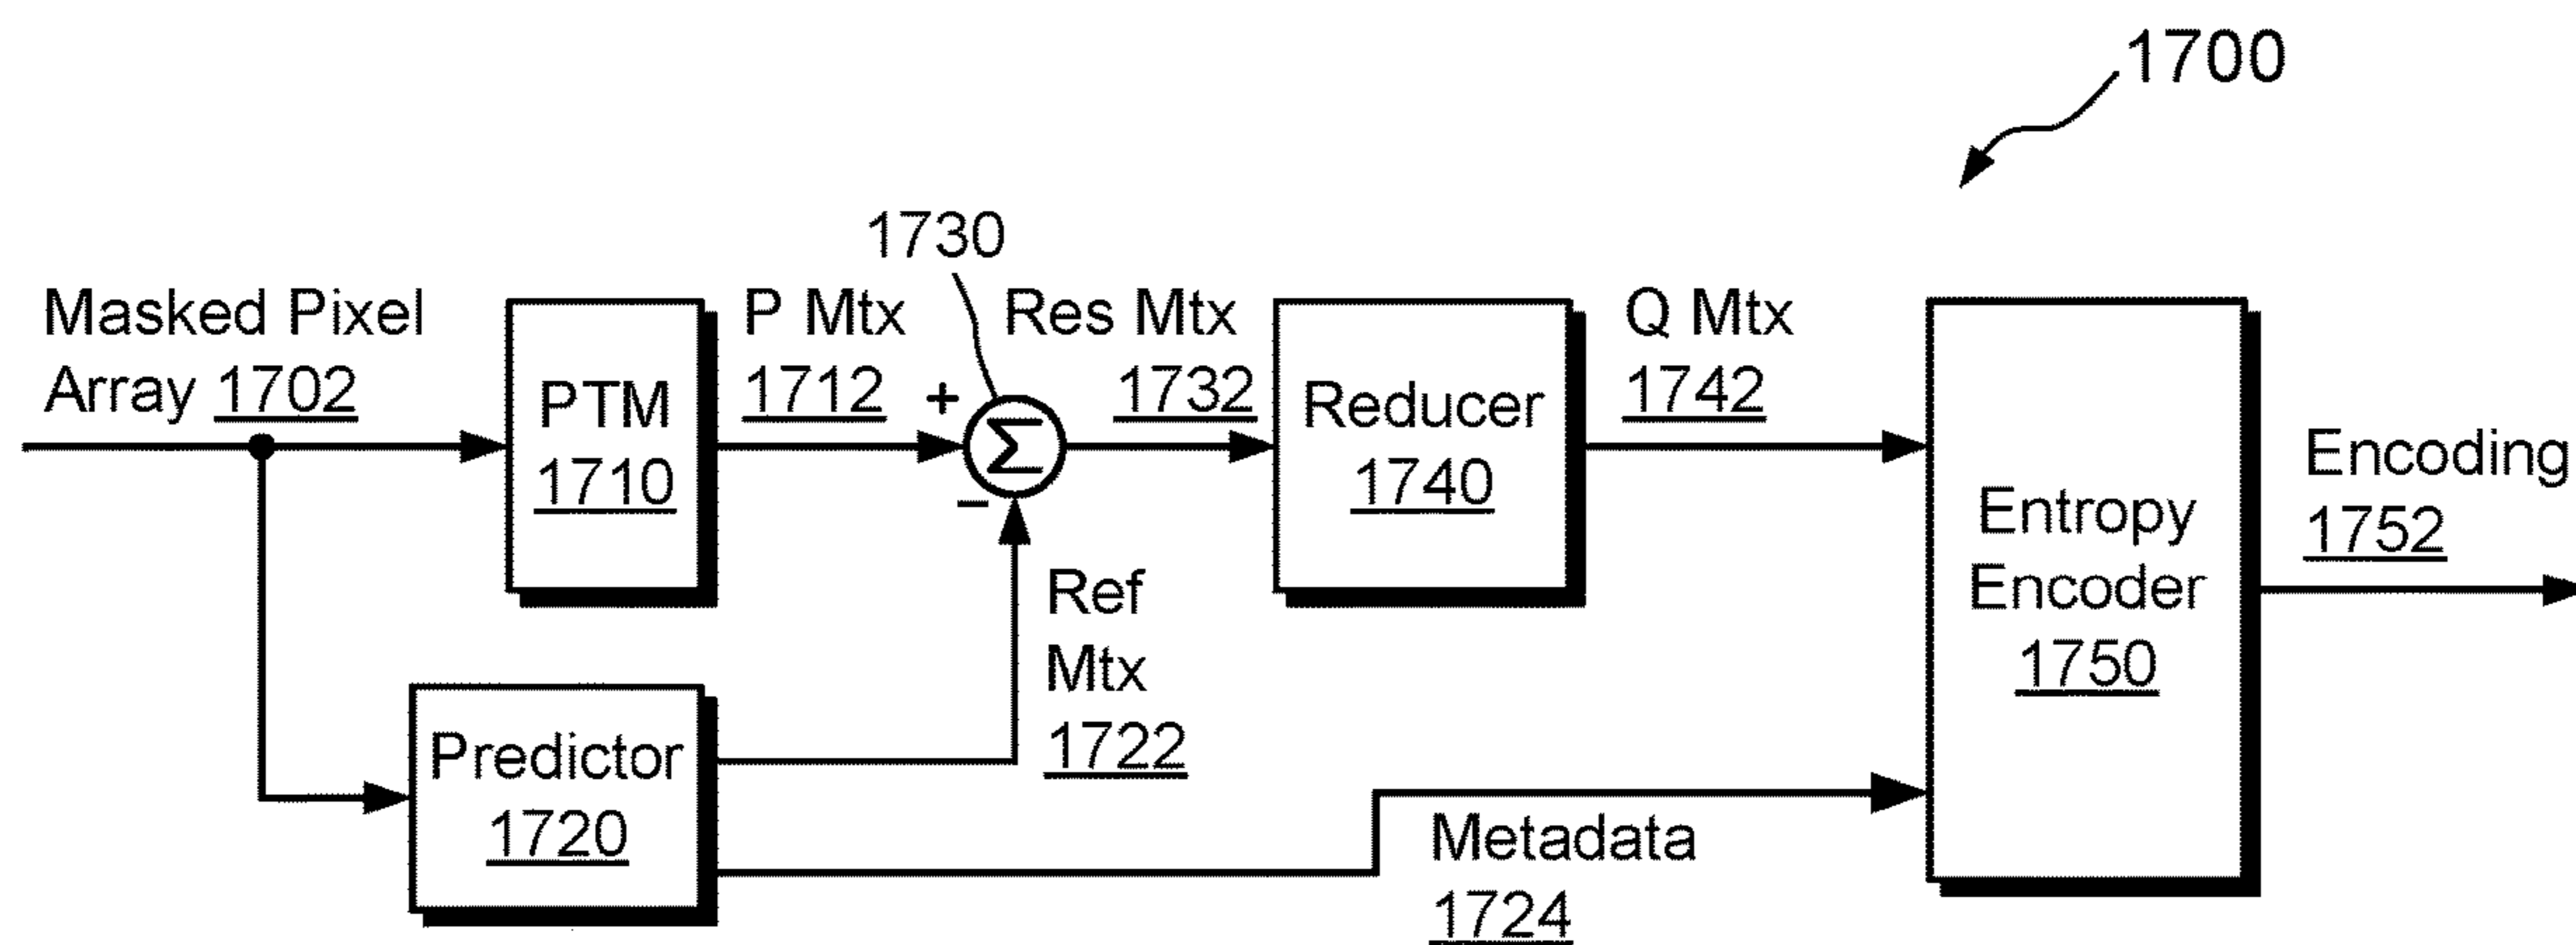 1700
1730
Masked Pixel
Array 1702
PTM
1710
P Mtx
1712
+
Σ
−
Res Mtx
1732
Reducer
1740
Q Mtx
1742
Entropy
Encoder
1750
Encoding
1752
Ref
Mtx
1722
Predictor
1720
Metadata
1724